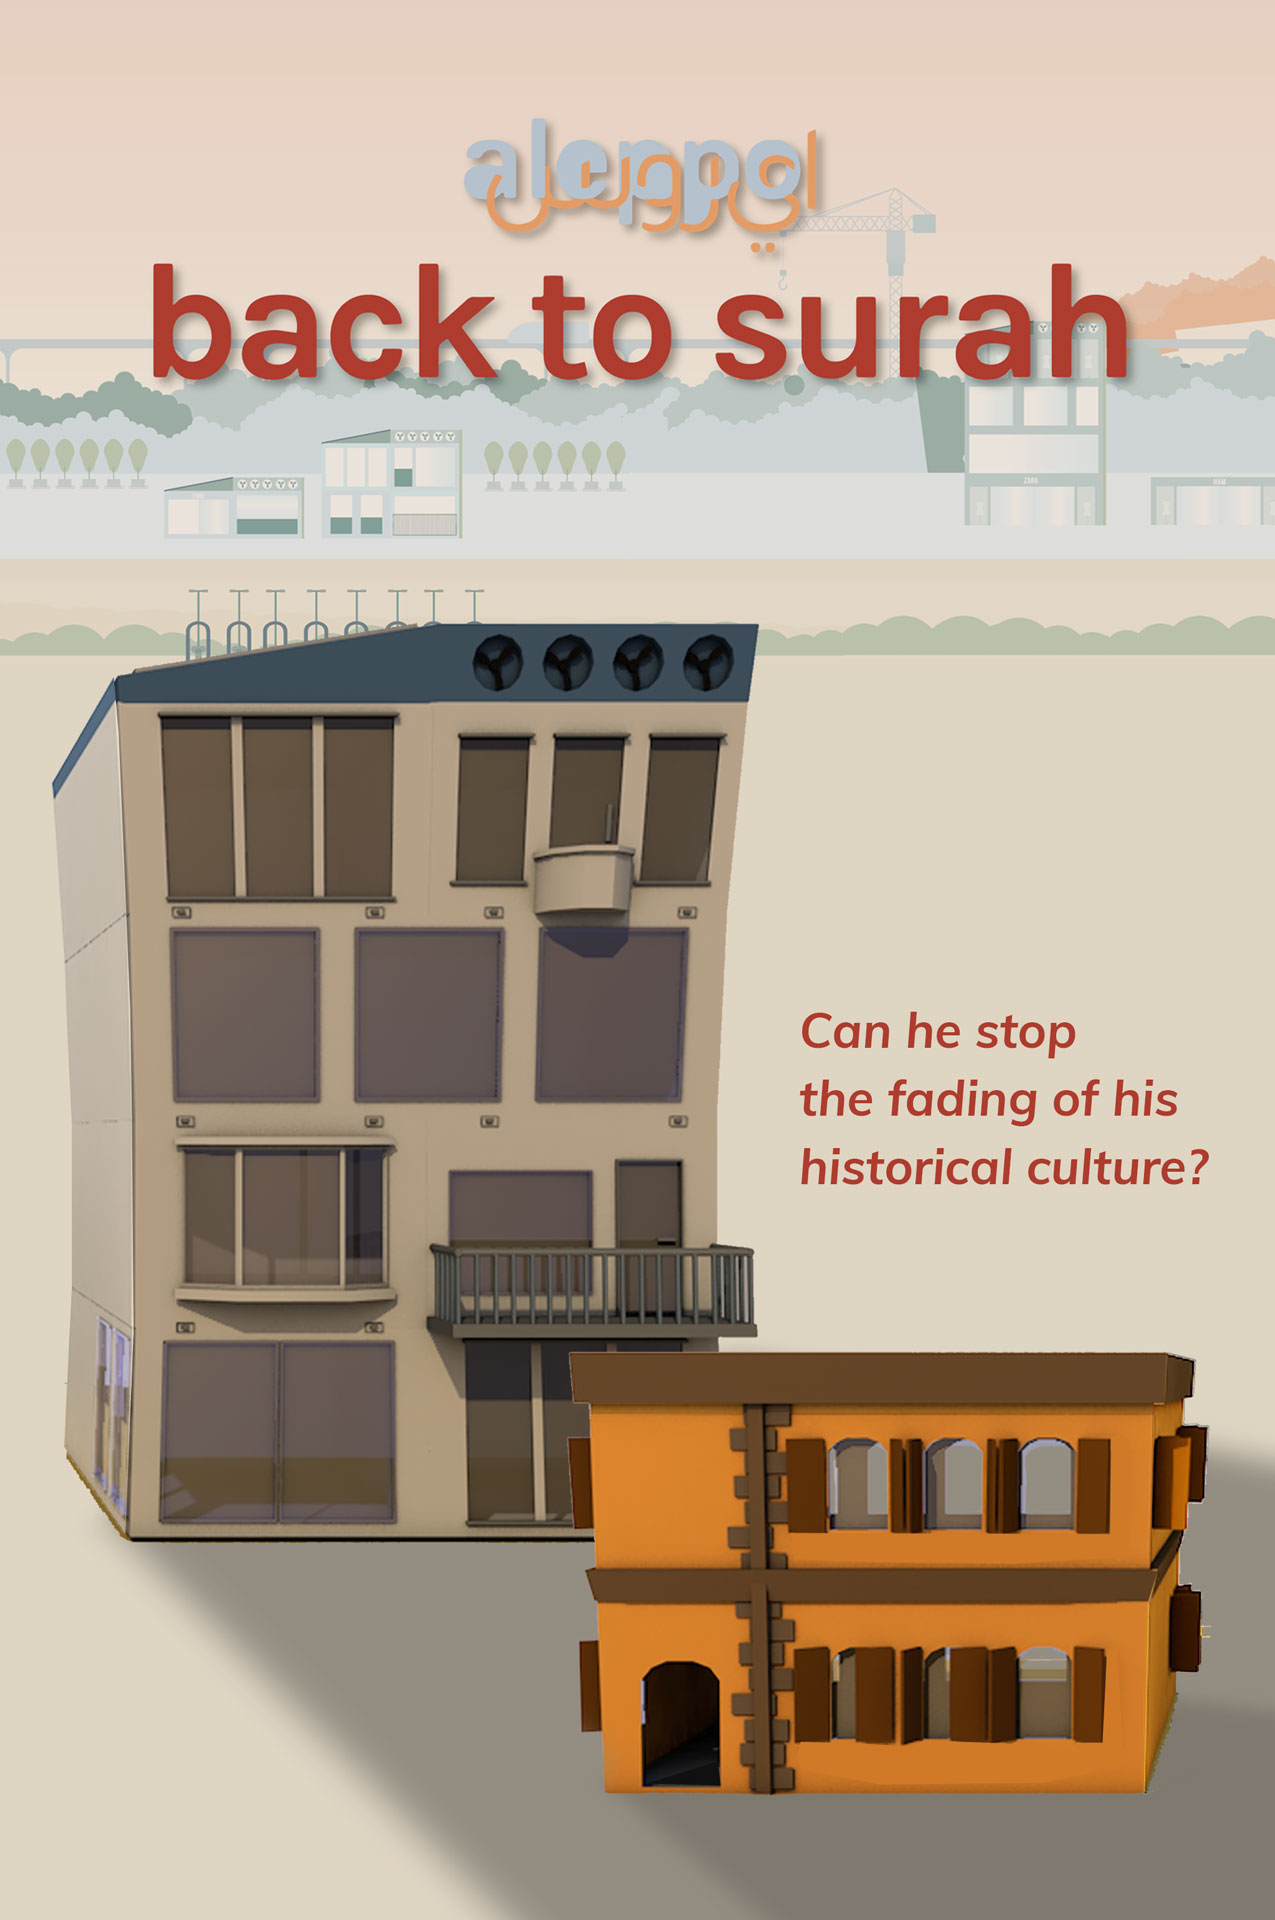 aleppo
back to surah
ZARA
H&M
Can he stop
the fading of his
historical culture?